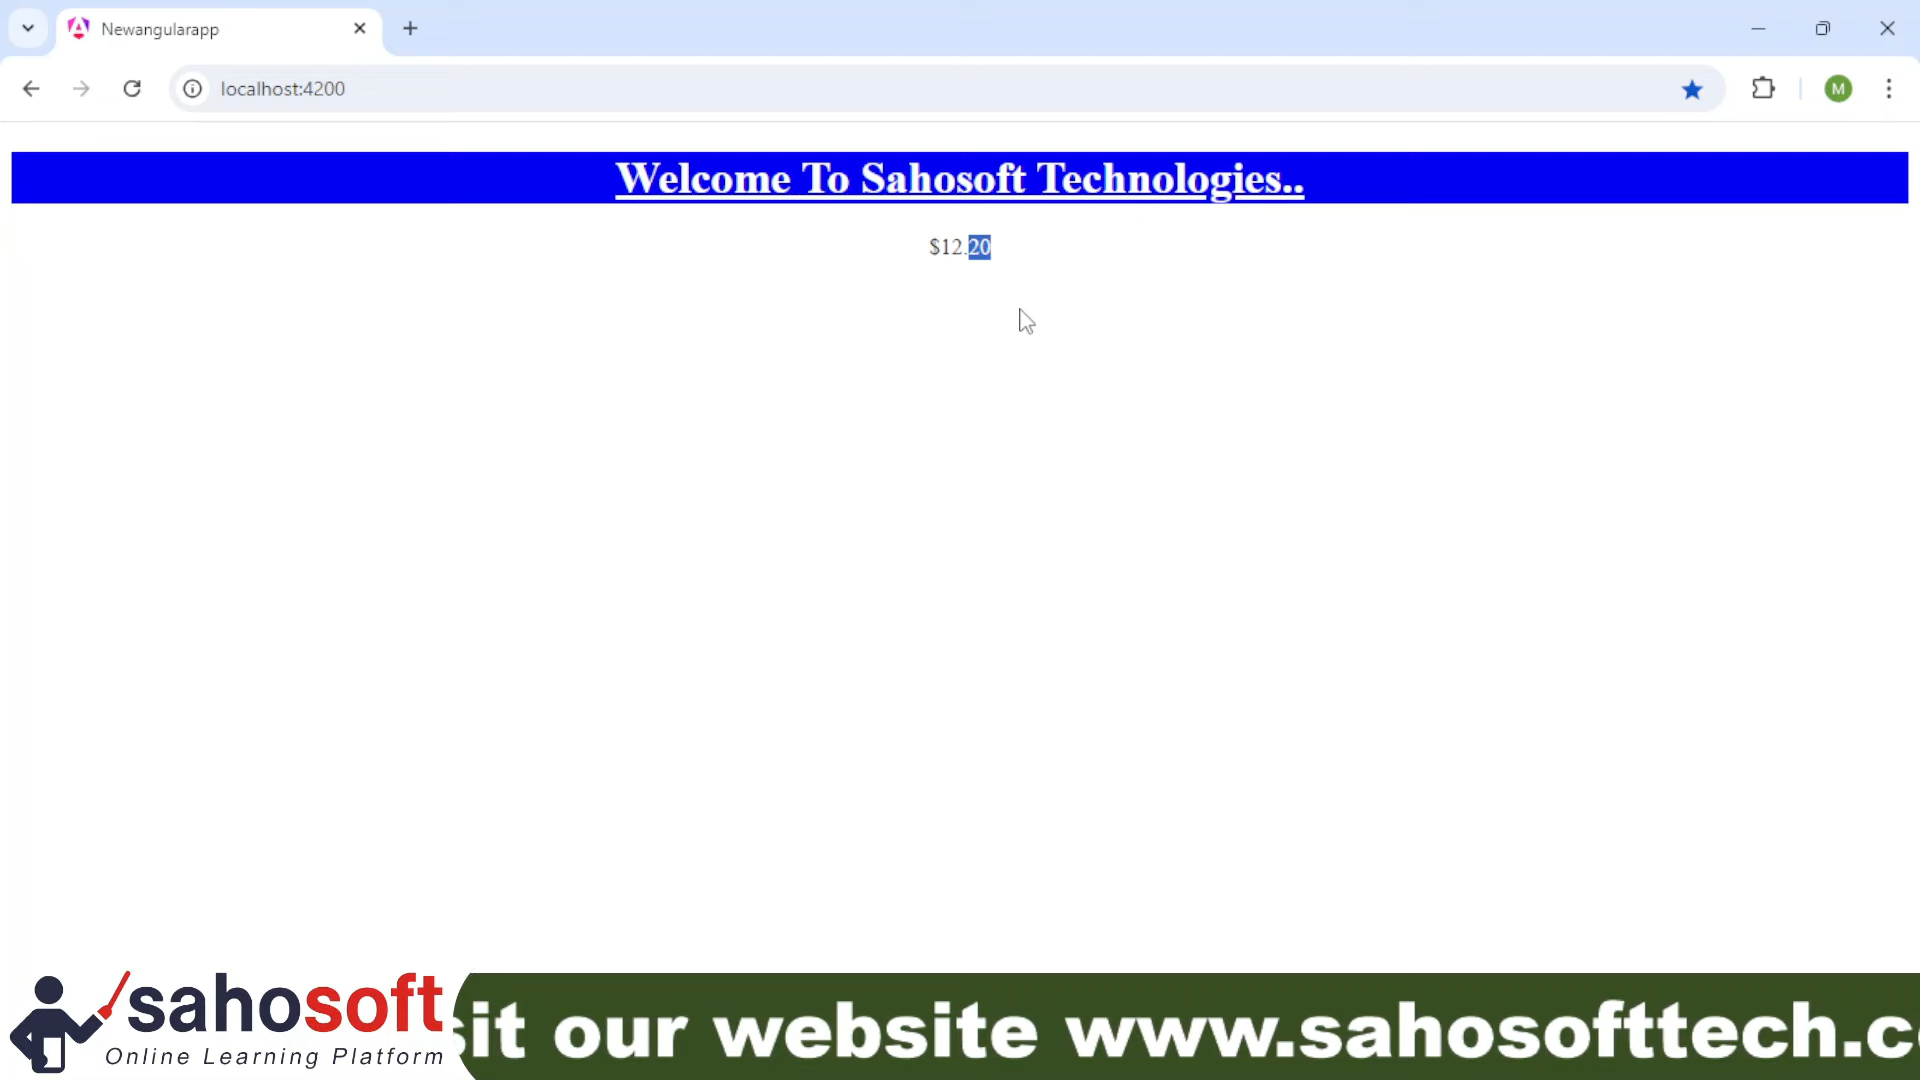 Newangularapp
localhost:4200
M
Welcome To Sahosoft Technologies..
$12.20
sahosoft
Online Learning Platform
sit our website www.sahosofttech.c